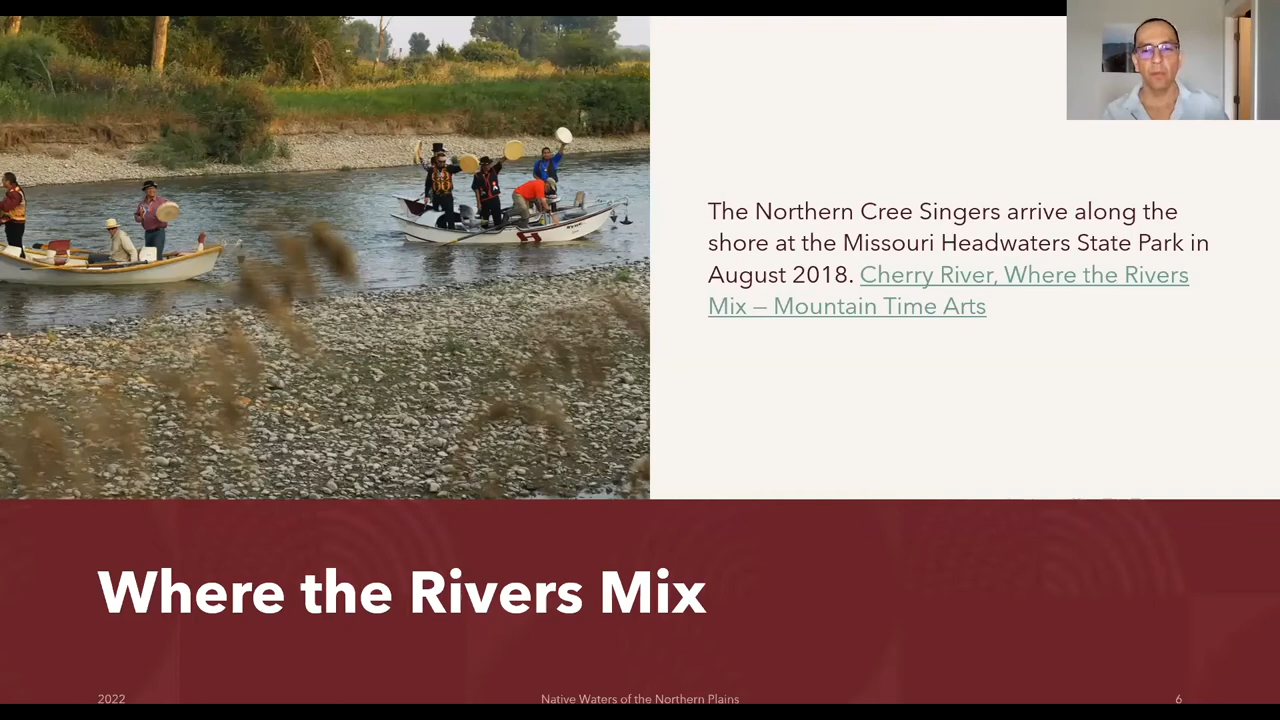 The Northern Cree Singers arrive along the
shore at the Missouri Headwaters State Park in
August 2018. Cherry River, Where the Rivers
Mix – Mountain Time Arts
Where the Rivers Mix
2022
Native Waters of the Northern Plains
6